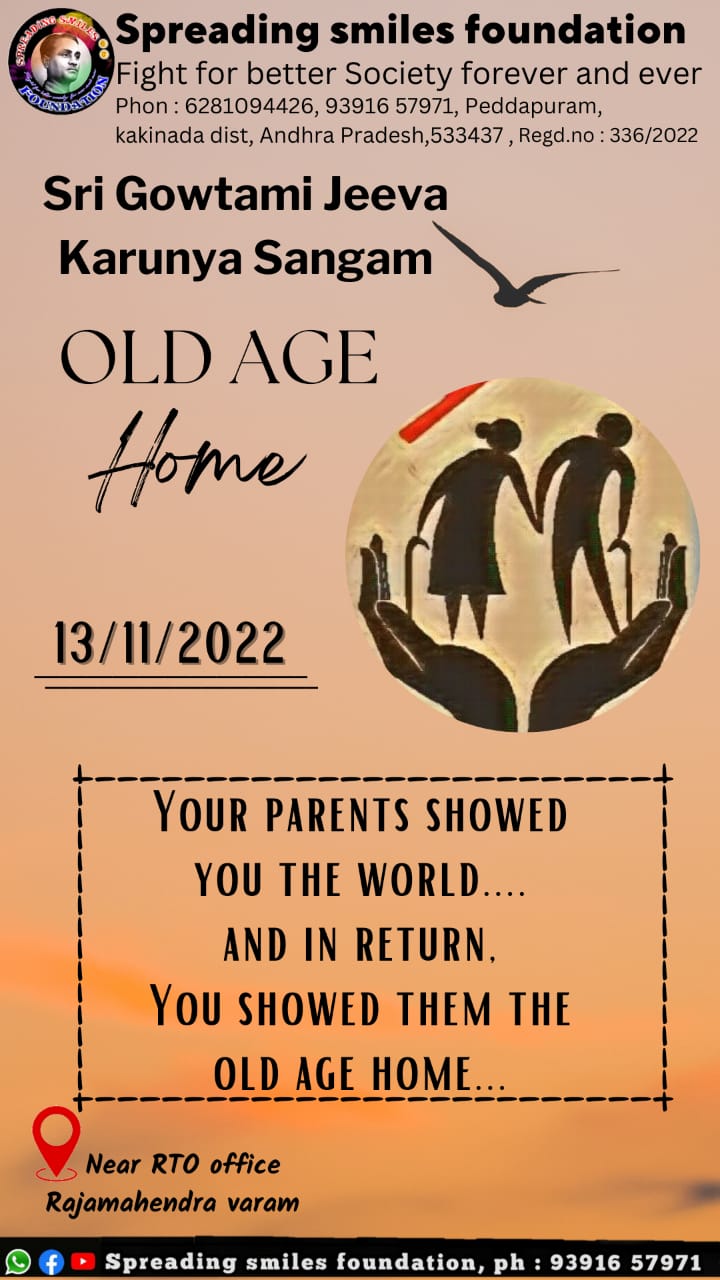 SPREADING SMILES
FOUNDATION
Spreading smiles foundation
Fight for better Society forever and ever
Phon : 6281094426, 93916 57971, Peddapuram,
kakinada dist, Andhra Pradesh,533437 , Regd.no : 336/2022
Sri Gowtami Jeeva
Karunya Sangam
OLD AGE
Home
13/11/2022
YOUR PARENTS SHOWED
YOU THE WORLD....
AND IN RETURN,
YOU SHOWED THEM THE
OLD AGE HOME...
Near RTO office
Rajamahendra varam
Spreading smiles foundation, ph : 93916 57971